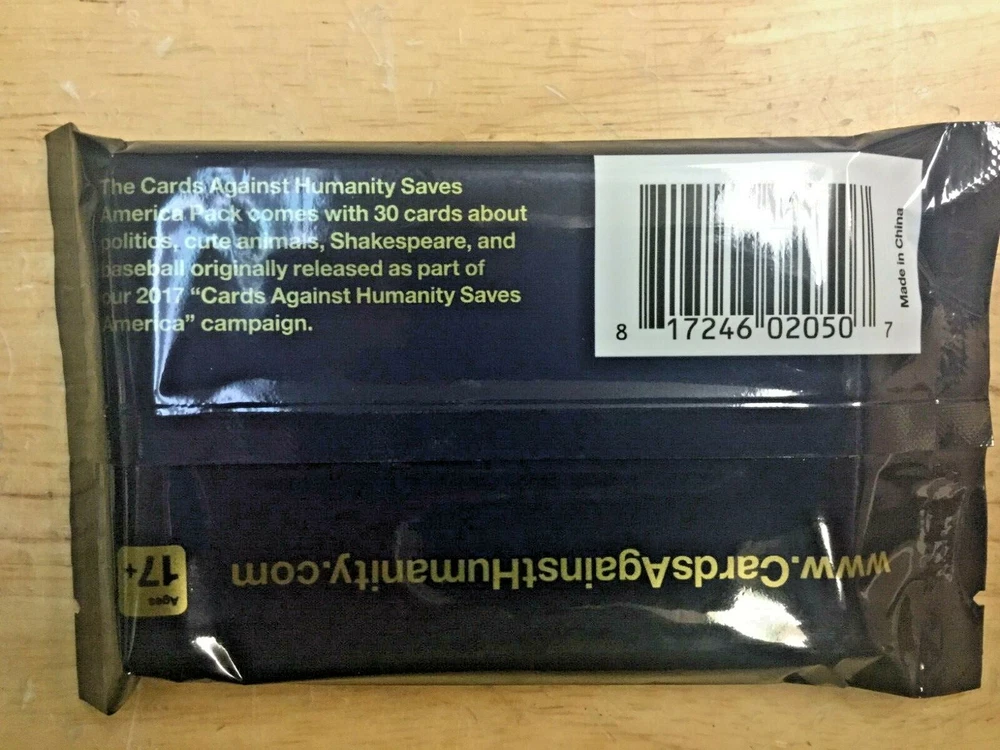 The Cards Against Humanity Saves
America Pack comes with 30 cards about
politics, cute animals, Shakespeare, and
baseball originally released as part of
our 2017 “Cards Against Humanity Saves
America” campaign.
8 17246 02050 7
Made in China
www.CardsAgainstHumanity.com
Ages
17+